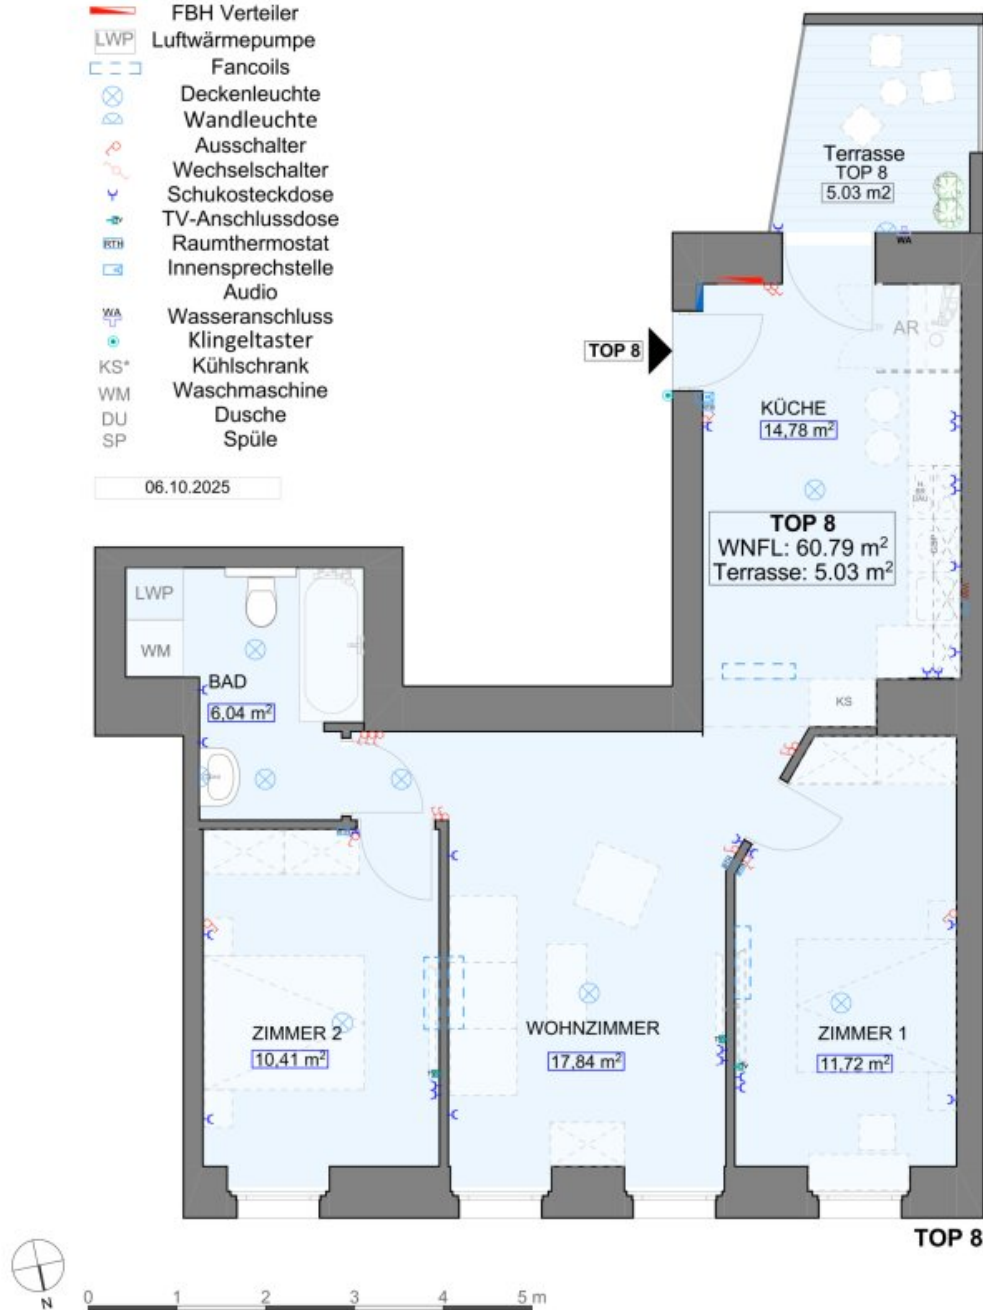 FBH Verteiler
LWP Luftwärmepumpe
Fancoils
Deckenleuchte
Wandleuchte
Ausschalter
Wechselschalter
Schukosteckdose
TV TV-Anschlussdose
RTH Raumthermostat
Innensprechstelle
Audio
WA Wasseranschluss
Klingeltaster
KS* Kühlschrank
WM Waschmaschine
DU Dusche
SP Spüle
06.10.2025
Terrasse
TOP 8
5.03 m2
WA
TOP 8
AR
KÜCHE
14,78 m²
TOP 8
WNFL: 60.79 m²
Terrasse: 5.03 m²
GSP
KS
LWP
WM
BAD
6,04 m²
ZIMMER 2
10,41 m²
WOHNZIMMER
17,84 m²
ZIMMER 1
11,72 m²
TOP 8
N
0 1 2 3 4 5 m